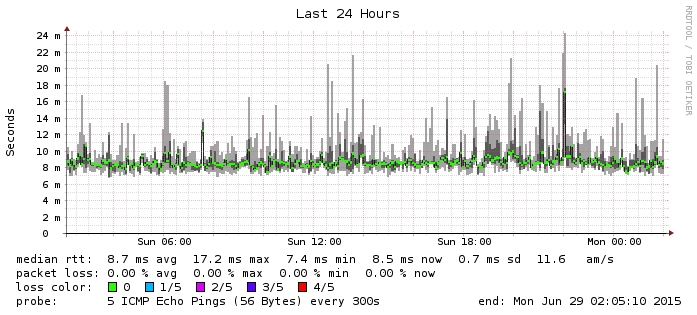 Last 24 Hours
RRDTOOL / TOBI OETIKER
Seconds
24 m
22 m
20 m
18 m
16 m
14 m
12 m
10 m
8 m
6 m
4 m
2 m
0
Sun 06:00 Sun 12:00 Sun 18:00 Mon 00:00
median rtt: 8.7 ms avg 17.2 ms max 7.4 ms min 8.5 ms now 0.7 ms sd 11.6 am/s
packet loss: 0.00 % avg 0.00 % max 0.00 % min 0.00 % now
loss color: 0 1/5 2/5 3/5 4/5
probe: 5 ICMP Echo Pings (56 Bytes) every 300s end: Mon Jun 29 02:05:10 2015